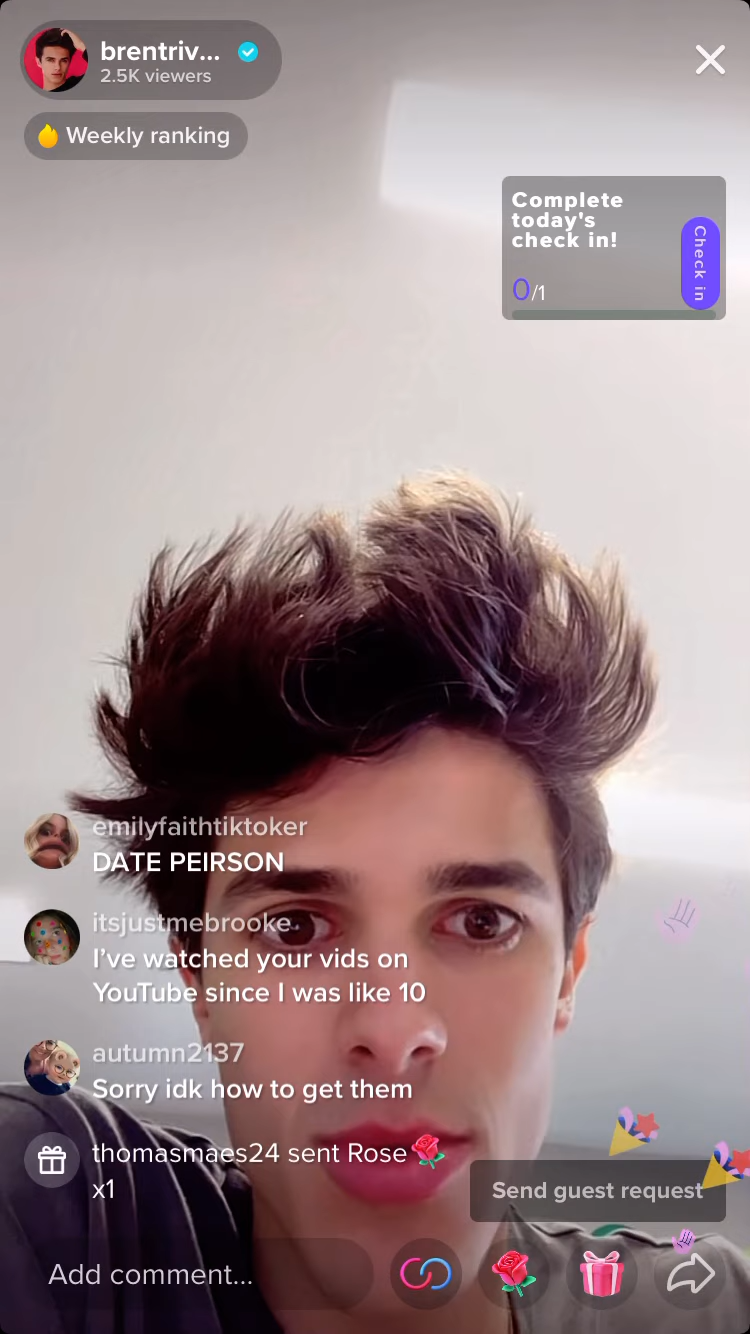 brentriv...
2.5K viewers
Weekly ranking
Complete
today's
check in!
Check in
0/1
emilyfaithtiktoker
DATE PEIRSON
itsjustmebrooke
I've watched your vids on
YouTube since I was like 10
autumn2137
Sorry idk how to get them
thomasmaes24 sent Rose
x1
Send guest request
Add comment...